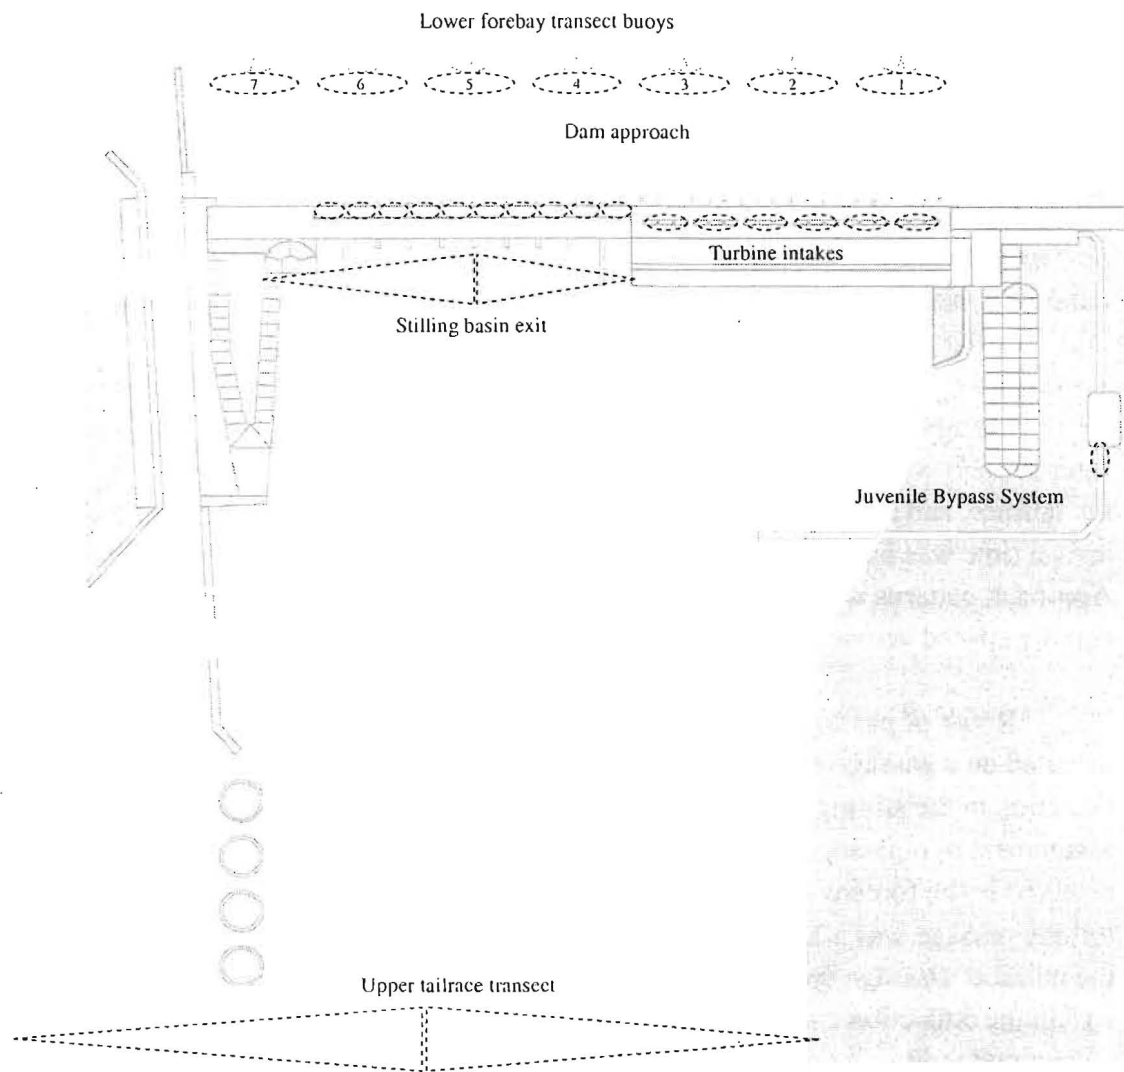 Lower forebay transect buoys
7 6 5 4 3 2 1
Dam approach
Turbine intakes
Stilling basin exit
Juvenile Bypass System
Upper tailrace transect